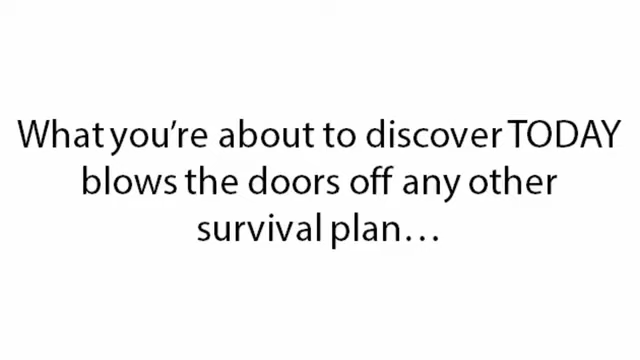 What you’re about to discover TODAY
blows the doors off any other
survival plan…